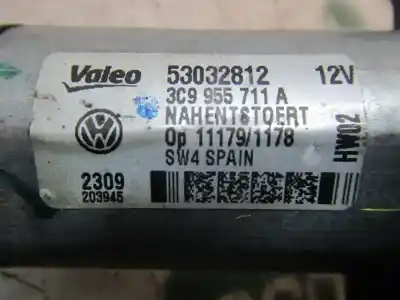 Valeo 53032812 12V
3C9 955 711 A
NAHENTSTOERT
Op 11179/1178
SW4 SPAIN
HW02
2309
203945